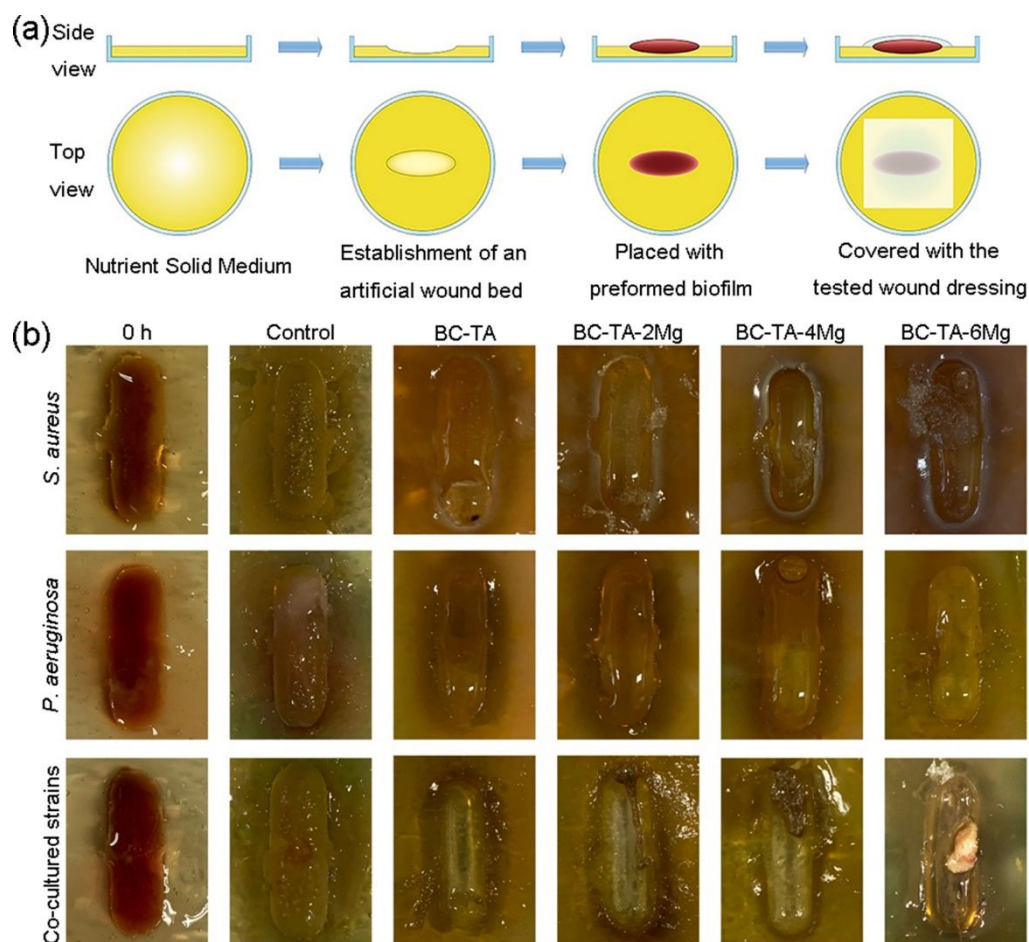 (a)
Side
view
Top
view
Nutrient Solid Medium
Establishment of an
artificial wound bed
Placed with
preformed biofilm
Covered with the
tested wound dressing
(b)
0 h
Control
BC-TA
BC-TA-2Mg
BC-TA-4Mg
BC-TA-6Mg
S. aureus
P. aeruginosa
Co-cultured strains